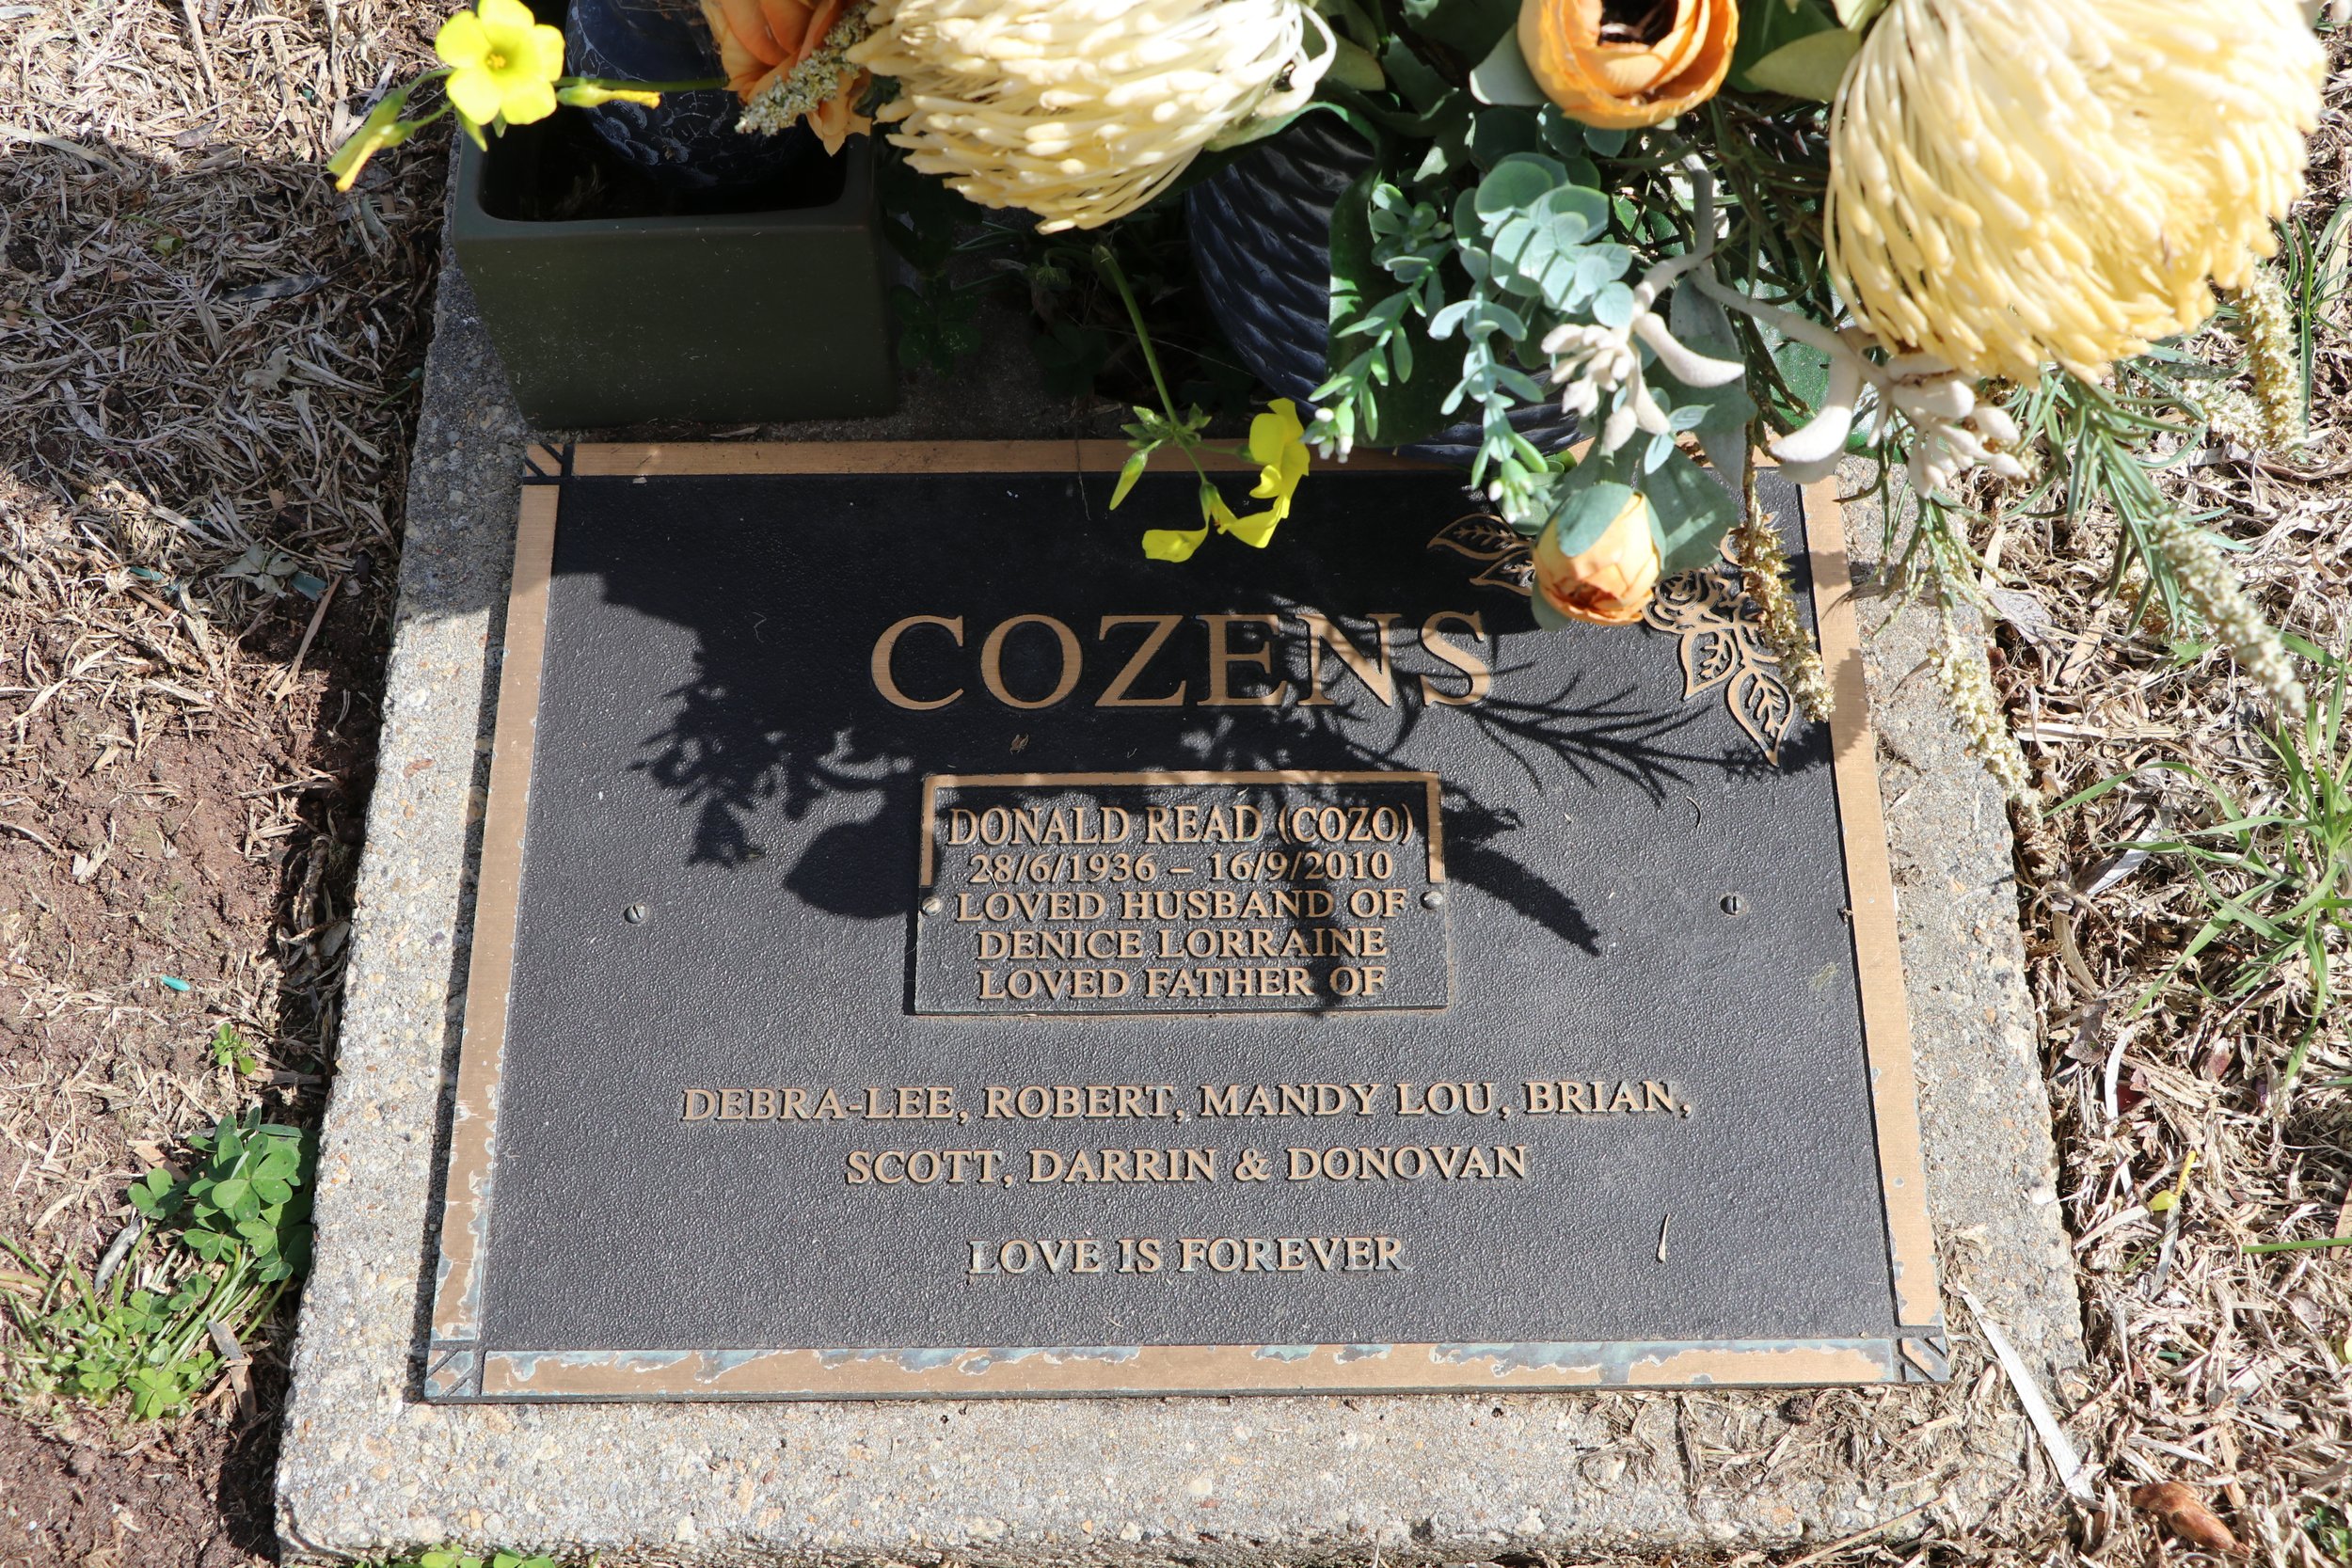 COZENS
DONALD READ (COZO)
28/6/1936 – 16/9/2010
LOVED HUSBAND OF
DENICE LORRAINE
LOVED FATHER OF
DEBRA-LEE, ROBERT, MANDY LOU, BRIAN,
SCOTT, DARRIN & DONOVAN
LOVE IS FOREVER